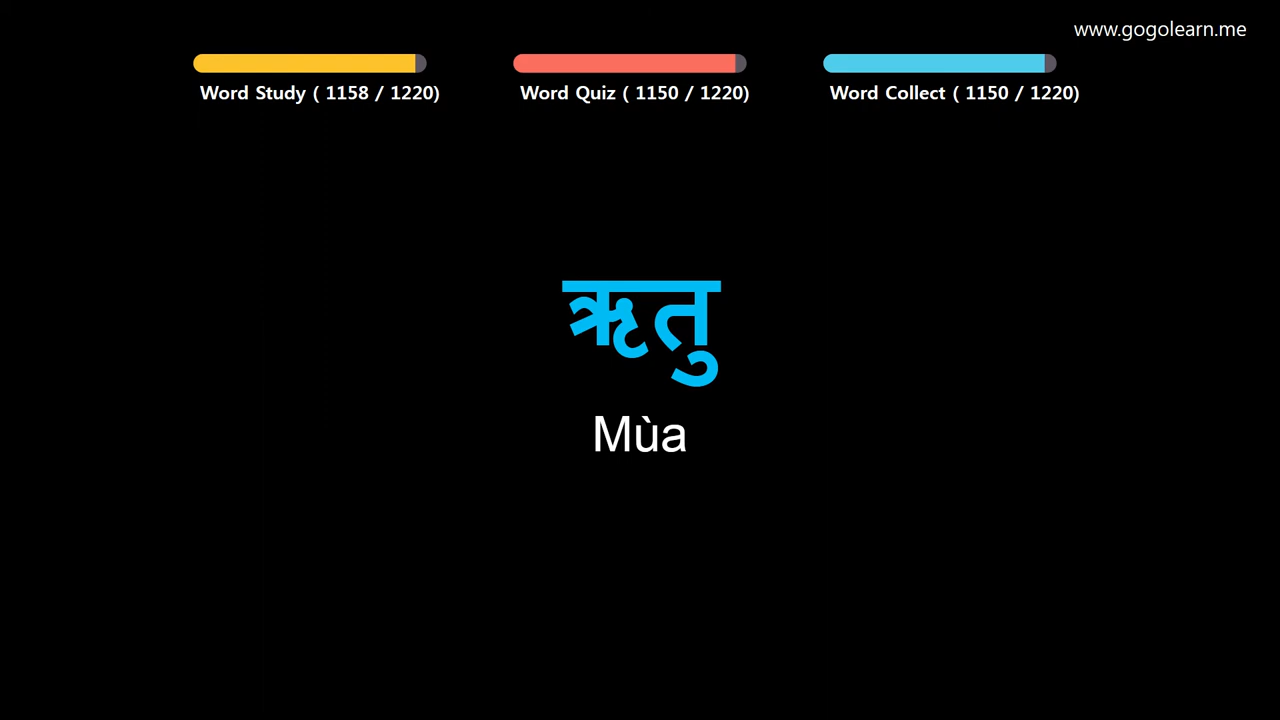 www.gogolearn.me
Word Study ( 1158 / 1220)
Word Quiz ( 1150 / 1220)
Word Collect ( 1150 / 1220)
ऋतु
Mùa